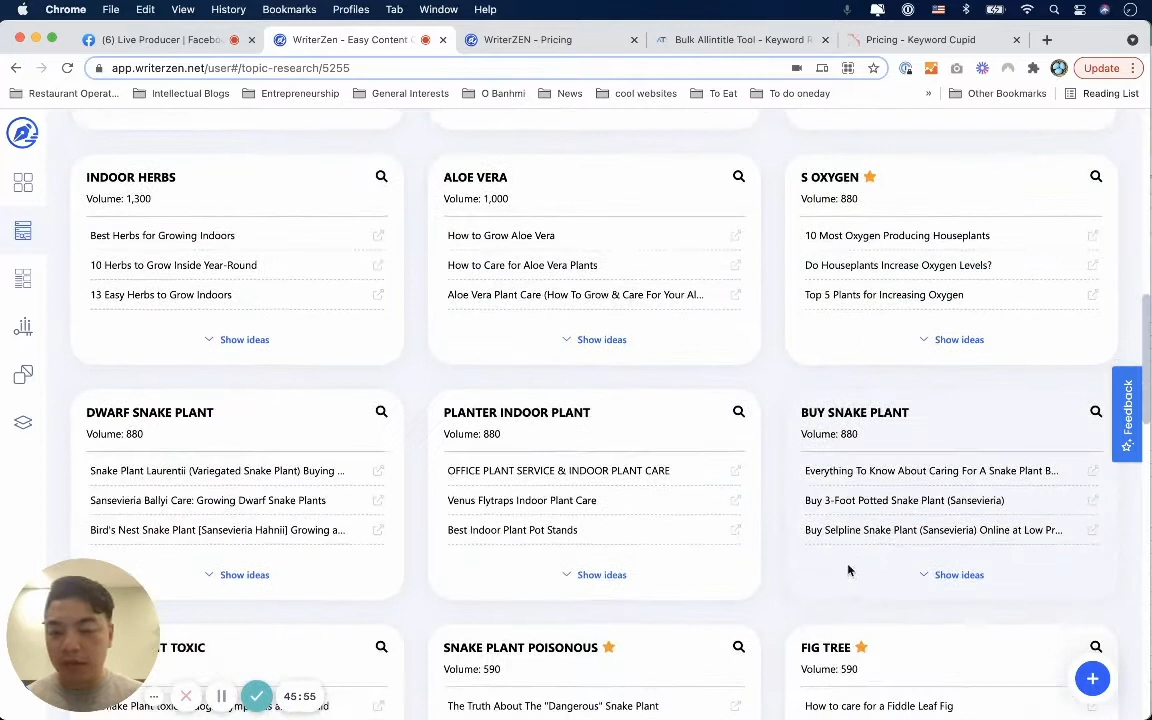 Chrome File Edit View History Bookmarks Profiles Tab Window Help
(6) Live Producer | Faceboo
WriterZen - Easy Content C
WriterZEN - Pricing
Bulk Allintitle Tool - Keyword R
Pricing - Keyword Cupid
app.writerzen.net/user#/topic-research/5255
Update
Restaurant Operat... Intellectual Blogs Entrepreneurship General Interests O Banhmi News cool websites To Eat To do oneday » Other Bookmarks Reading List
INDOOR HERBS
Volume: 1,300
Best Herbs for Growing Indoors
10 Herbs to Grow Inside Year-Round
13 Easy Herbs to Grow Indoors
Show ideas
ALOE VERA
Volume: 1,000
How to Grow Aloe Vera
How to Care for Aloe Vera Plants
Aloe Vera Plant Care (How To Grow & Care For Your Al...
Show ideas
S OXYGEN
Volume: 880
10 Most Oxygen Producing Houseplants
Do Houseplants Increase Oxygen Levels?
Top 5 Plants for Increasing Oxygen
Show ideas
Feedback
DWARF SNAKE PLANT
Volume: 880
Snake Plant Laurentii (Variegated Snake Plant) Buying ...
Sansevieria Ballyi Care: Growing Dwarf Snake Plants
Bird's Nest Snake Plant [Sansevieria Hahnii] Growing a...
Show ideas
PLANTER INDOOR PLANT
Volume: 880
OFFICE PLANT SERVICE & INDOOR PLANT CARE
Venus Flytraps Indoor Plant Care
Best Indoor Plant Pot Stands
Show ideas
BUY SNAKE PLANT
Volume: 880
Everything To Know About Caring For A Snake Plant B...
Buy 3-Foot Potted Snake Plant (Sansevieria)
Buy Selpline Snake Plant (Sansevieria) Online at Low Pr...
Show ideas
T TOXIC
SNAKE PLANT POISONOUS
Volume: 590
The Truth About The "Dangerous" Snake Plant
FIG TREE
Volume: 590
How to care for a Fiddle Leaf Fig
45:55